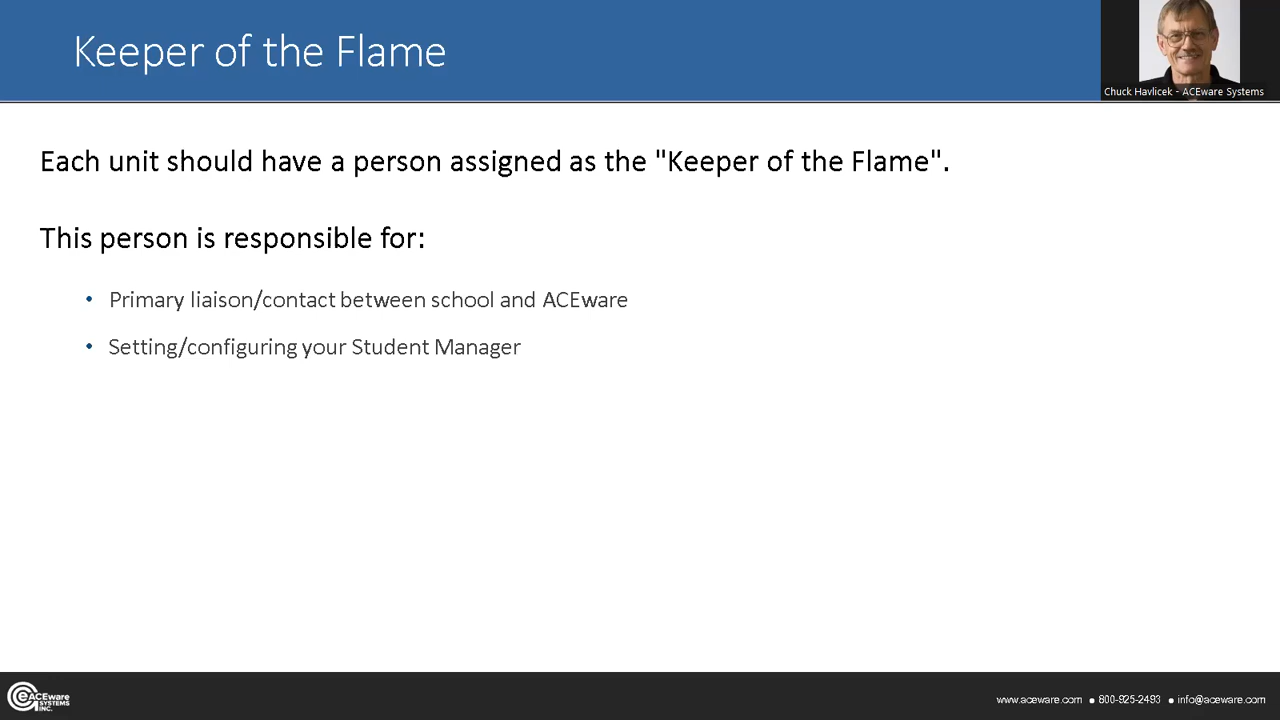 Keeper of the Flame
Chuck Havlicek - ACEware Systems
Each unit should have a person assigned as the "Keeper of the Flame".
This person is responsible for:
• Primary liaison/contact between school and ACEware
• Setting/configuring your Student Manager
ACEware
SYSTEMS
INC.
www.aceware.com ● 800-925-2493 ● info@aceware.com